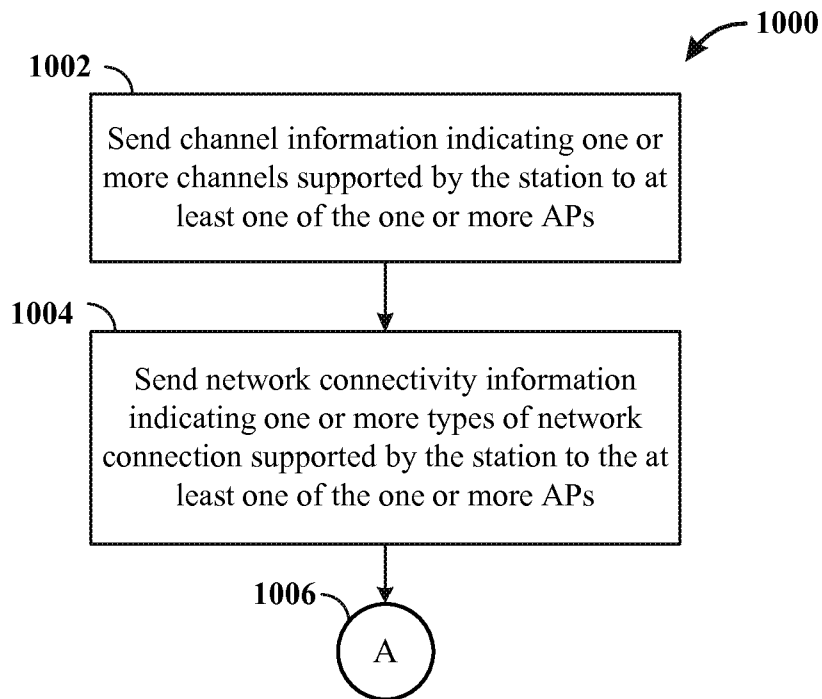 1000
1002
Send channel information indicating one or
more channels supported by the station to at
least one of the one or more APs
1004
Send network connectivity information
indicating one or more types of network
connection supported by the station to the at
least one of the one or more APs
1006
A